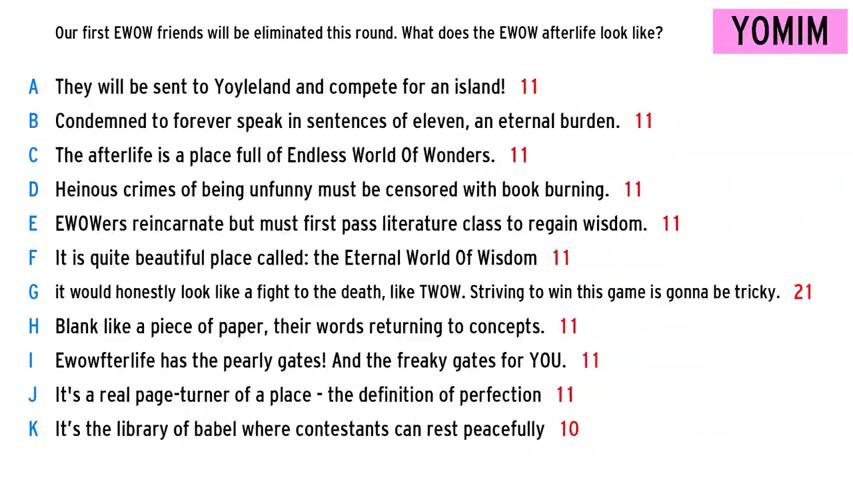 Our first EWOW friends will be eliminated this round. What does the EWOW afterlife look like?
YOMIM
A They will be sent to Yoyleland and compete for an island! 11
B Condemned to forever speak in sentences of eleven, an eternal burden. 11
C The afterlife is a place full of Endless World Of Wonders. 11
D Heinous crimes of being unfunny must be censored with book burning. 11
E EWOWers reincarnate but must first pass literature class to regain wisdom. 11
F It is quite beautiful place called: the Eternal World Of Wisdom 11
G it would honestly look like a fight to the death, like TWOW. Striving to win this game is gonna be tricky. 21
H Blank like a piece of paper, their words returning to concepts. 11
I Ewowfterlife has the pearly gates! And the freaky gates for YOU. 11
J It's a real page-turner of a place - the definition of perfection 11
K It’s the library of babel where contestants can rest peacefully 10